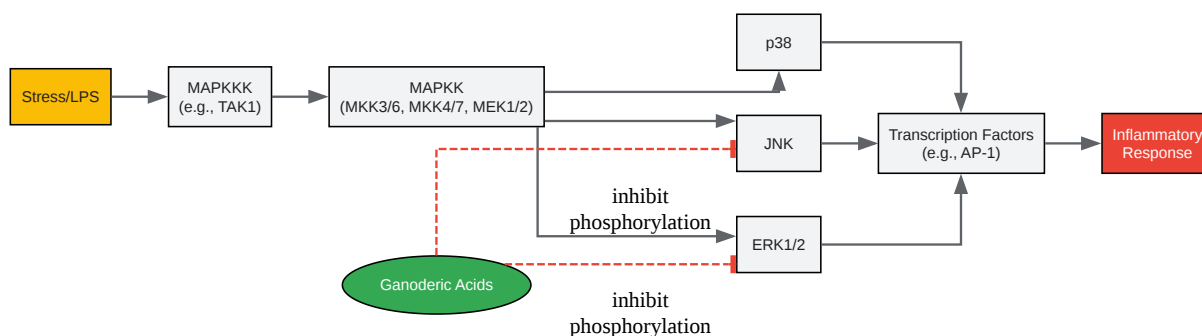 Stress/LPS
MAPKKK
(e.g., TAK1)
MAPKK
(MKK3/6, MKK4/7, MEK1/2)
p38
JNK
ERK1/2
Transcription Factors
(e.g., AP-1)
Inflammatory
Response
inhibit
phosphorylation
Ganoderic Acids
inhibit
phosphorylation